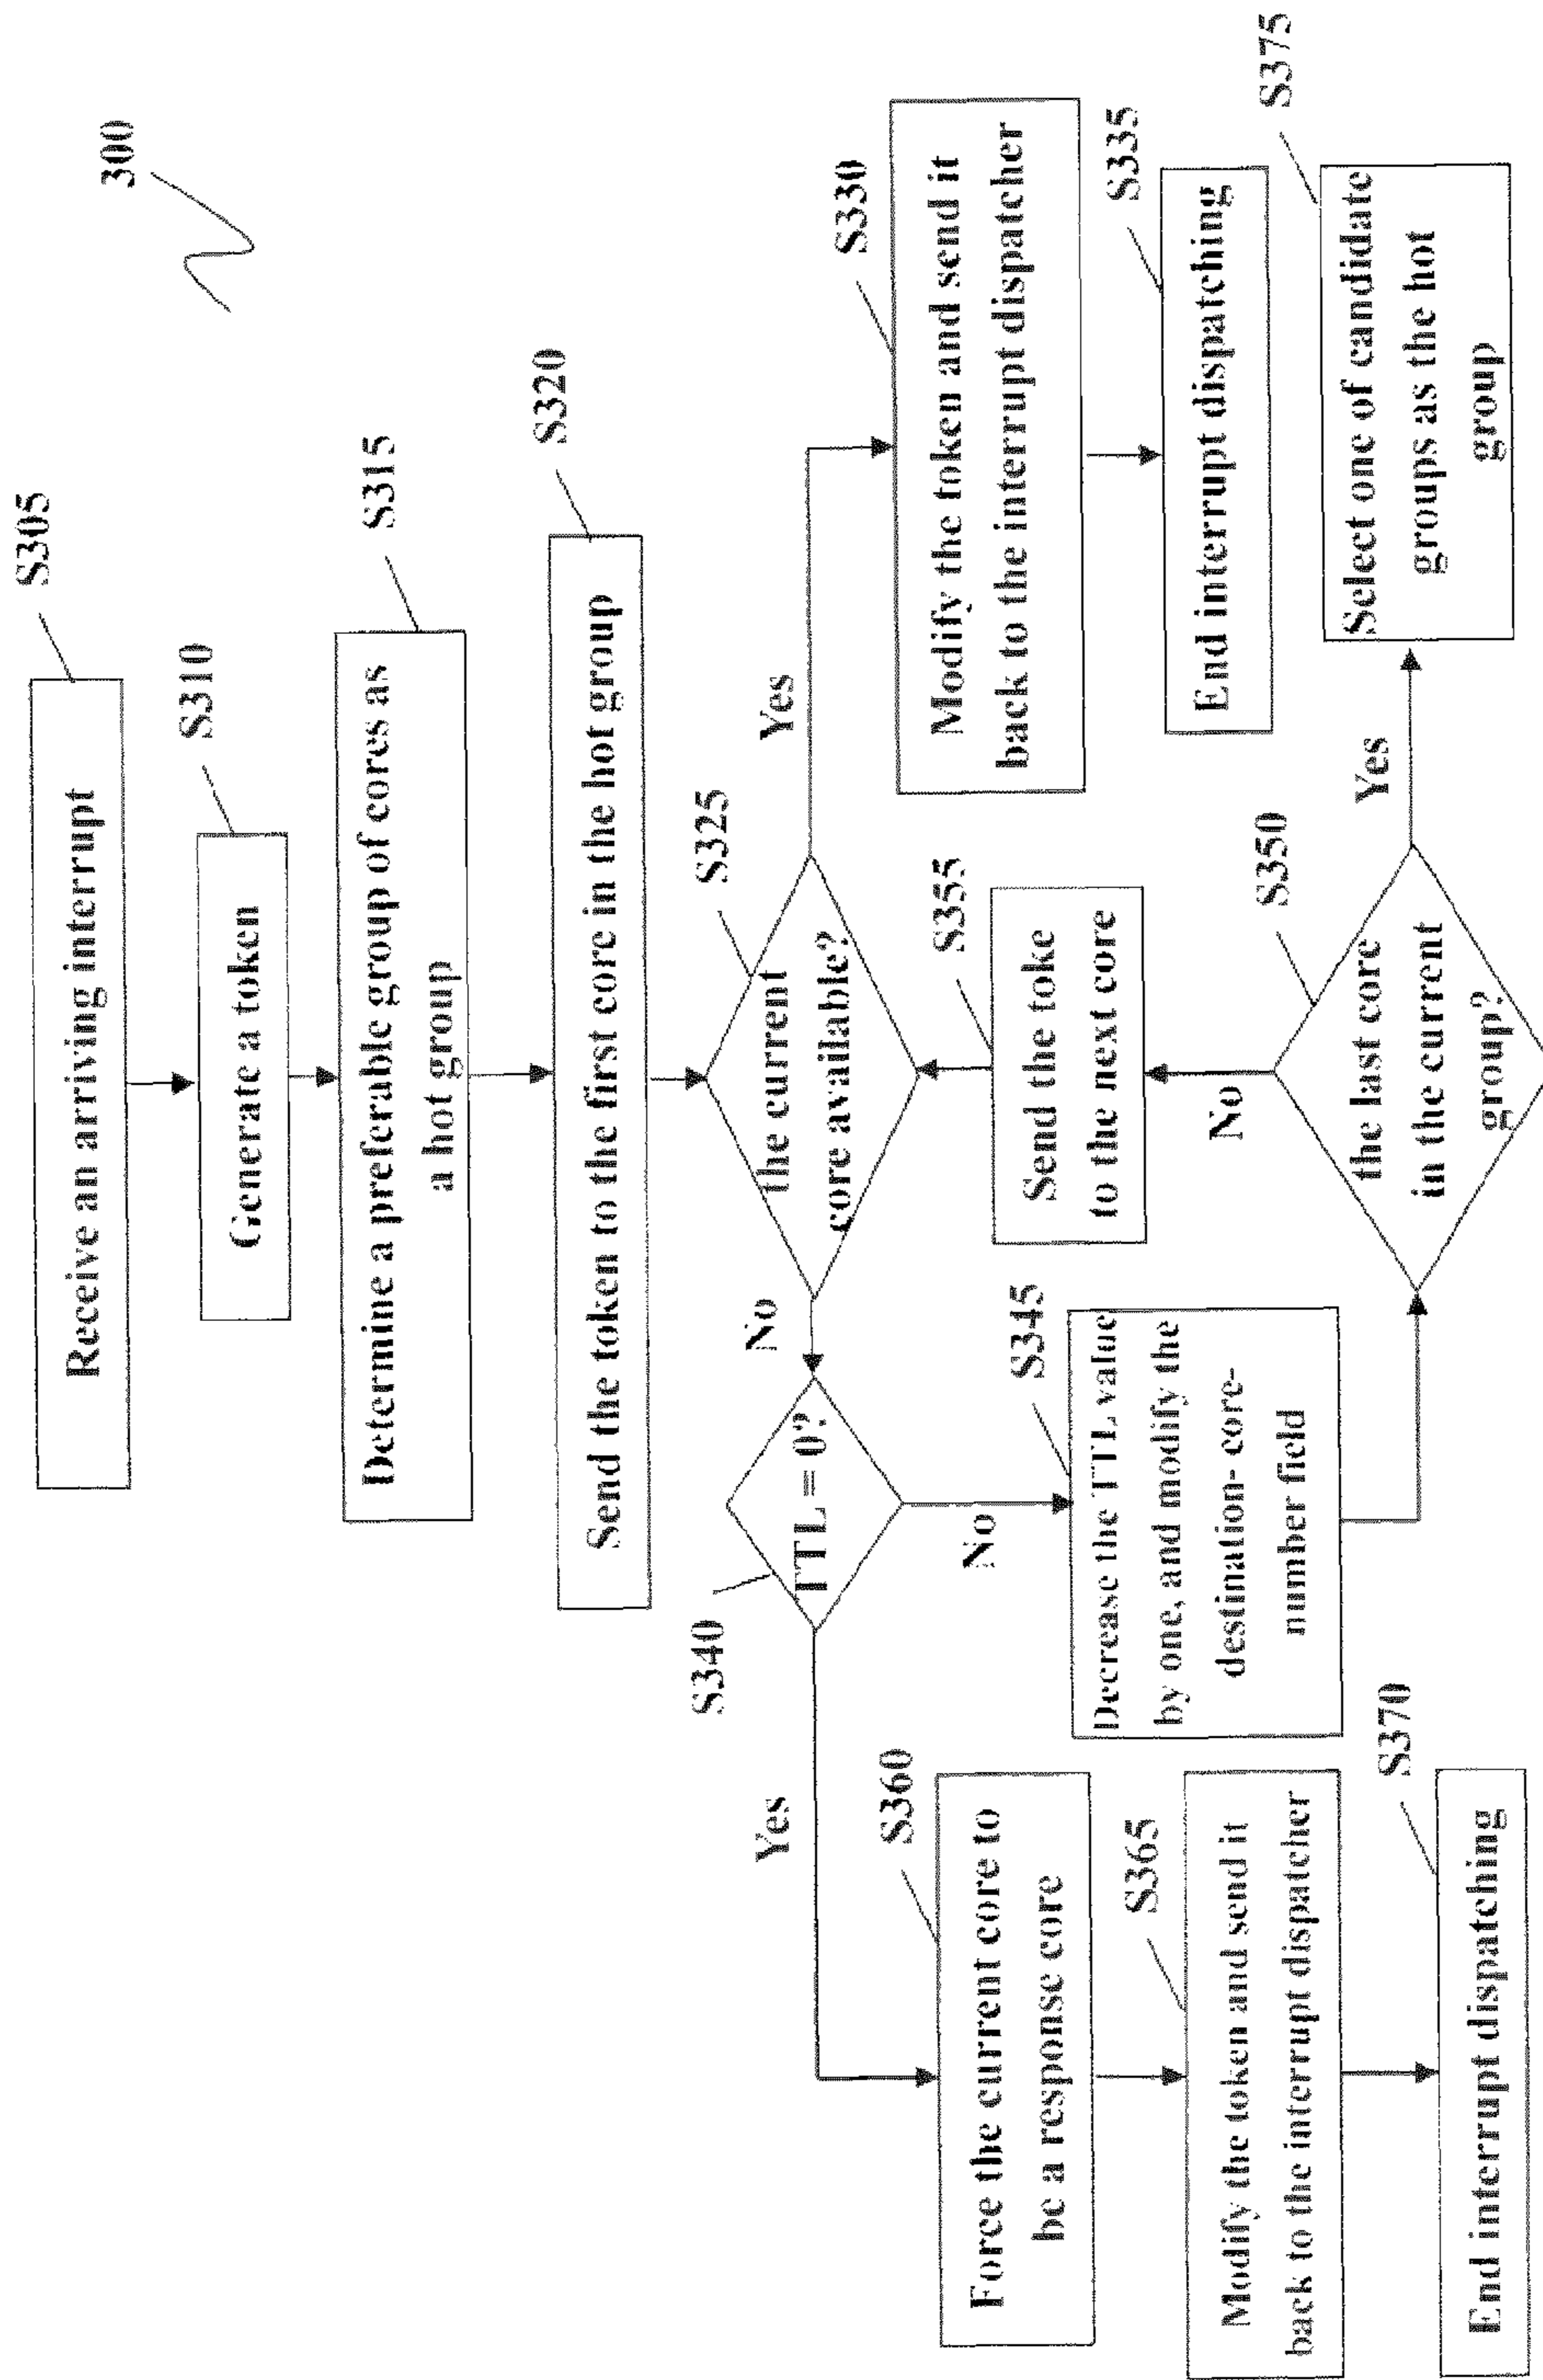 300
S305
Receive an arriving interrupt
S310
Generate a token
S315
Determine a preferable group of cores as
a hot group
S320
Send the token to the first core in the hot group
S325
the current
core available?
Yes
No
S330
Modify the token and send it
back to the interrupt dispatcher
S335
End interrupt dispatching
S340
TTL = 0?
Yes
No
S345
Decrease the TTL value
by one, and modify the
destination- core-
number field
S355
Send the toke
to the next core
No
S350
the last core
in the current
group?
Yes
S375
Select one of candidate
groups as the hot
group
S360
Force the current core to
be a response core
S365
Modify the token and send it
back to the interrupt dispatcher
S370
End interrupt dispatching